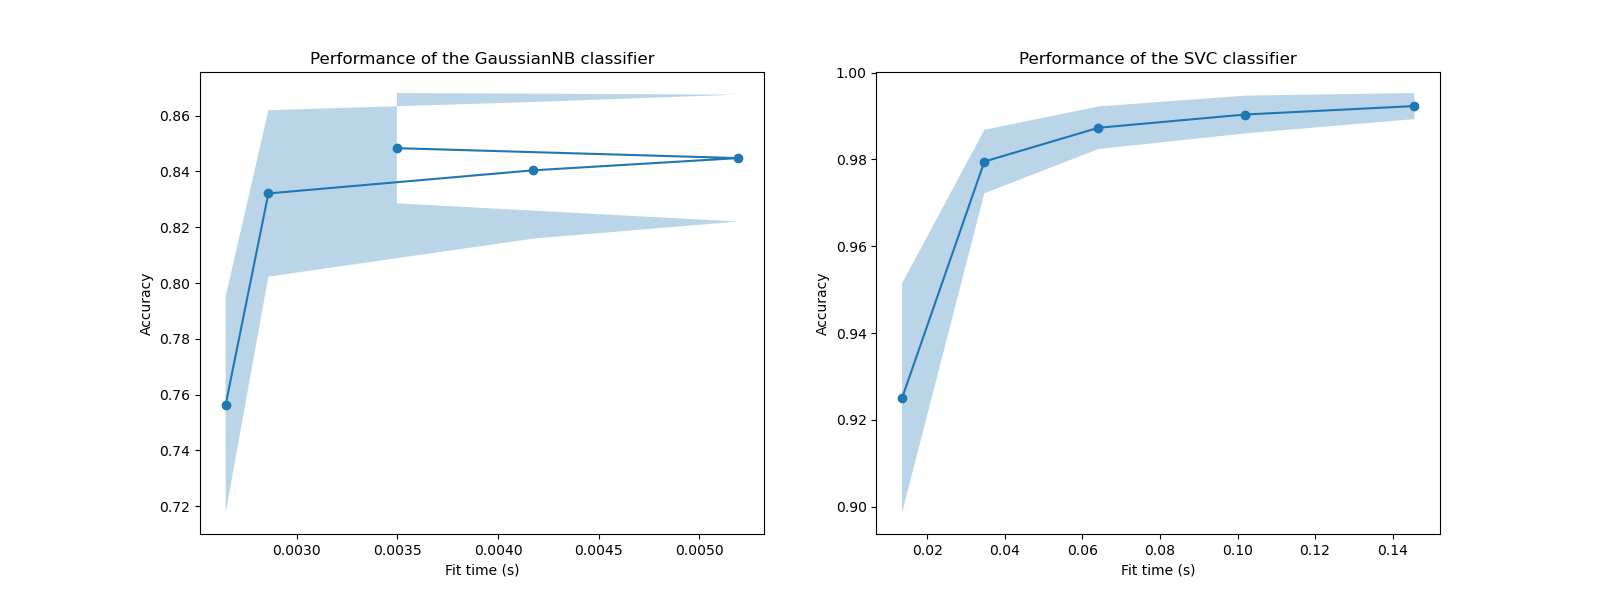 Performance of the GaussianNB classifier
Accuracy
0.86
0.84
0.82
0.80
0.78
0.76
0.74
0.72
0.0030 0.0035 0.0040 0.0045 0.0050
Fit time (s)
Performance of the SVC classifier
Accuracy
1.00
0.98
0.96
0.94
0.92
0.90
0.02 0.04 0.06 0.08 0.10 0.12 0.14
Fit time (s)